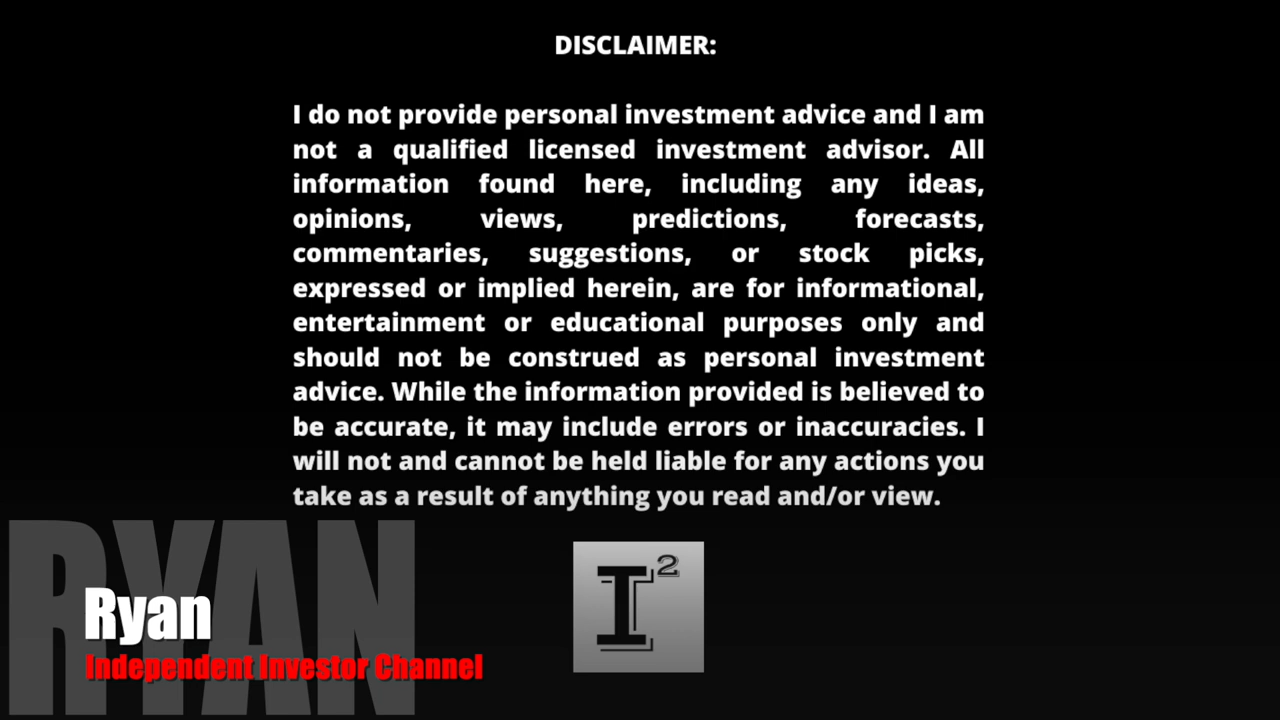 DISCLAIMER:
I do not provide personal investment advice and I am
not a qualified licensed investment advisor. All
information found here, including any ideas,
opinions, views, predictions, forecasts,
commentaries, suggestions, or stock picks,
expressed or implied herein, are for informational,
entertainment or educational purposes only and
should not be construed as personal investment
advice. While the information provided is believed to
be accurate, it may include errors or inaccuracies. I
will not and cannot be held liable for any actions you
take as a result of anything you read and/or view.
RYAN
Ryan
Independent Investor Channel
I²